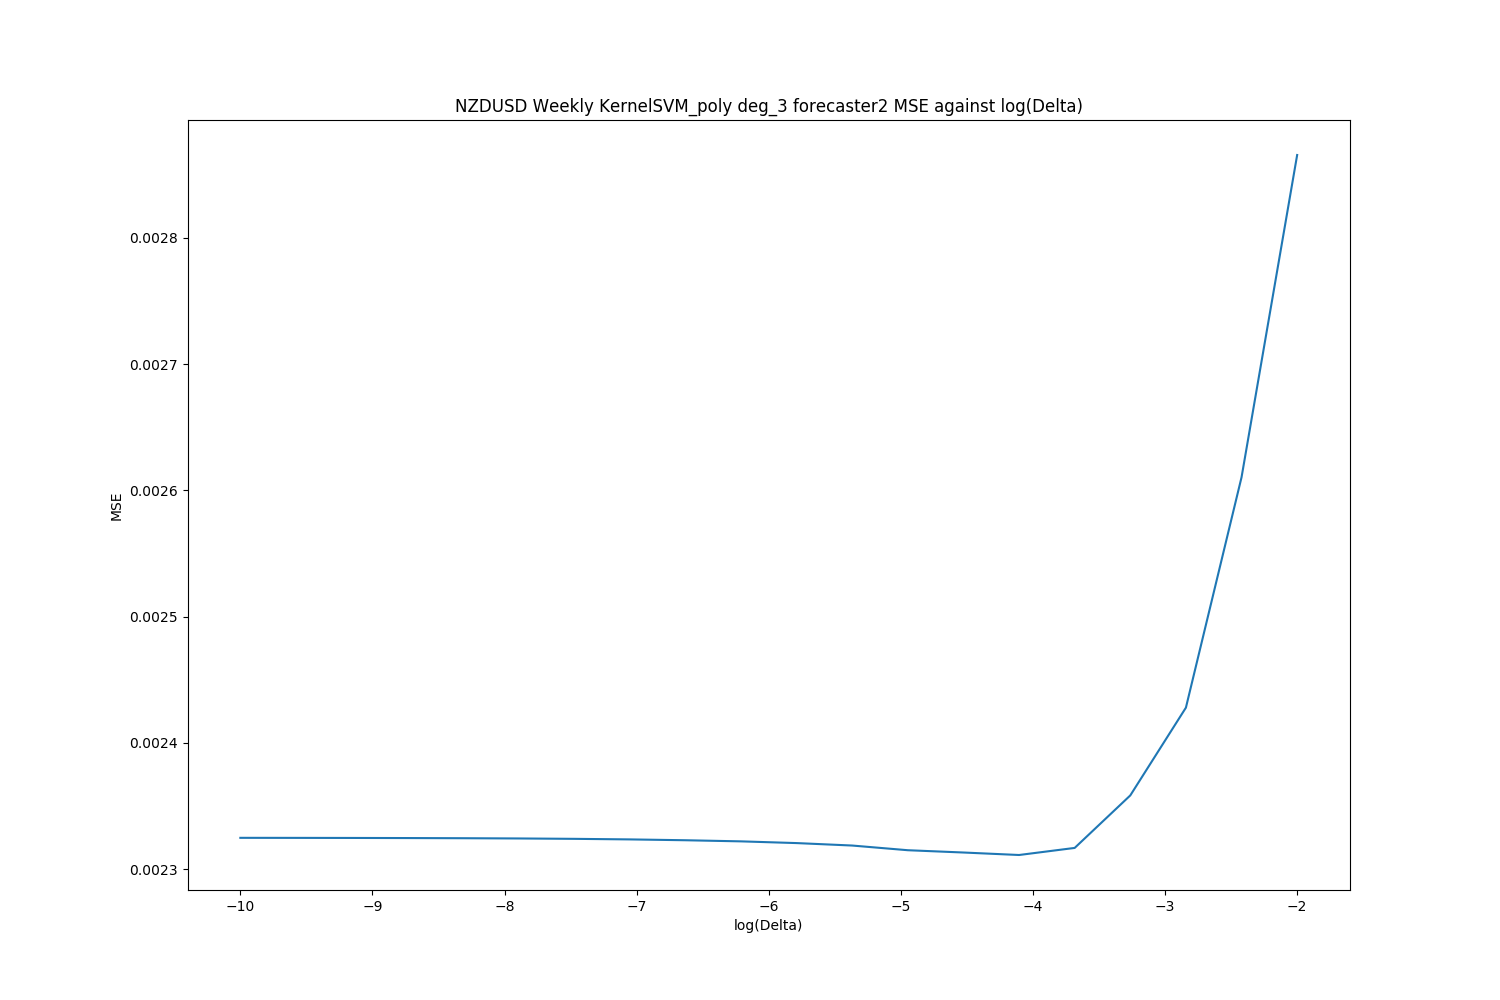 NZDUSD Weekly KernelSVM_poly deg_3 forecaster2 MSE against log(Delta)
0.0028
0.0027
0.0026
0.0025
0.0024
0.0023
MSE
−10 −9 −8 −7 −6 −5 −4 −3 −2
log(Delta)